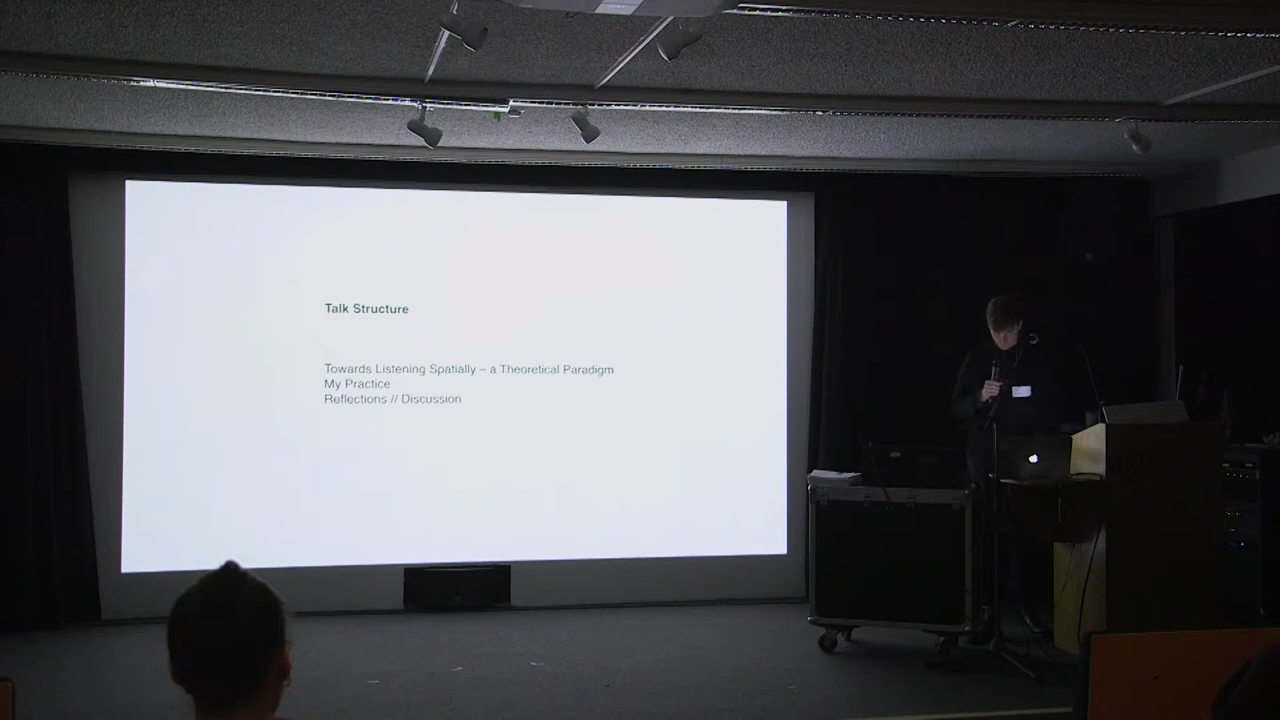 Talk Structure
Towards Listening Spatially – a Theoretical Paradigm
My Practice
Reflections // Discussion